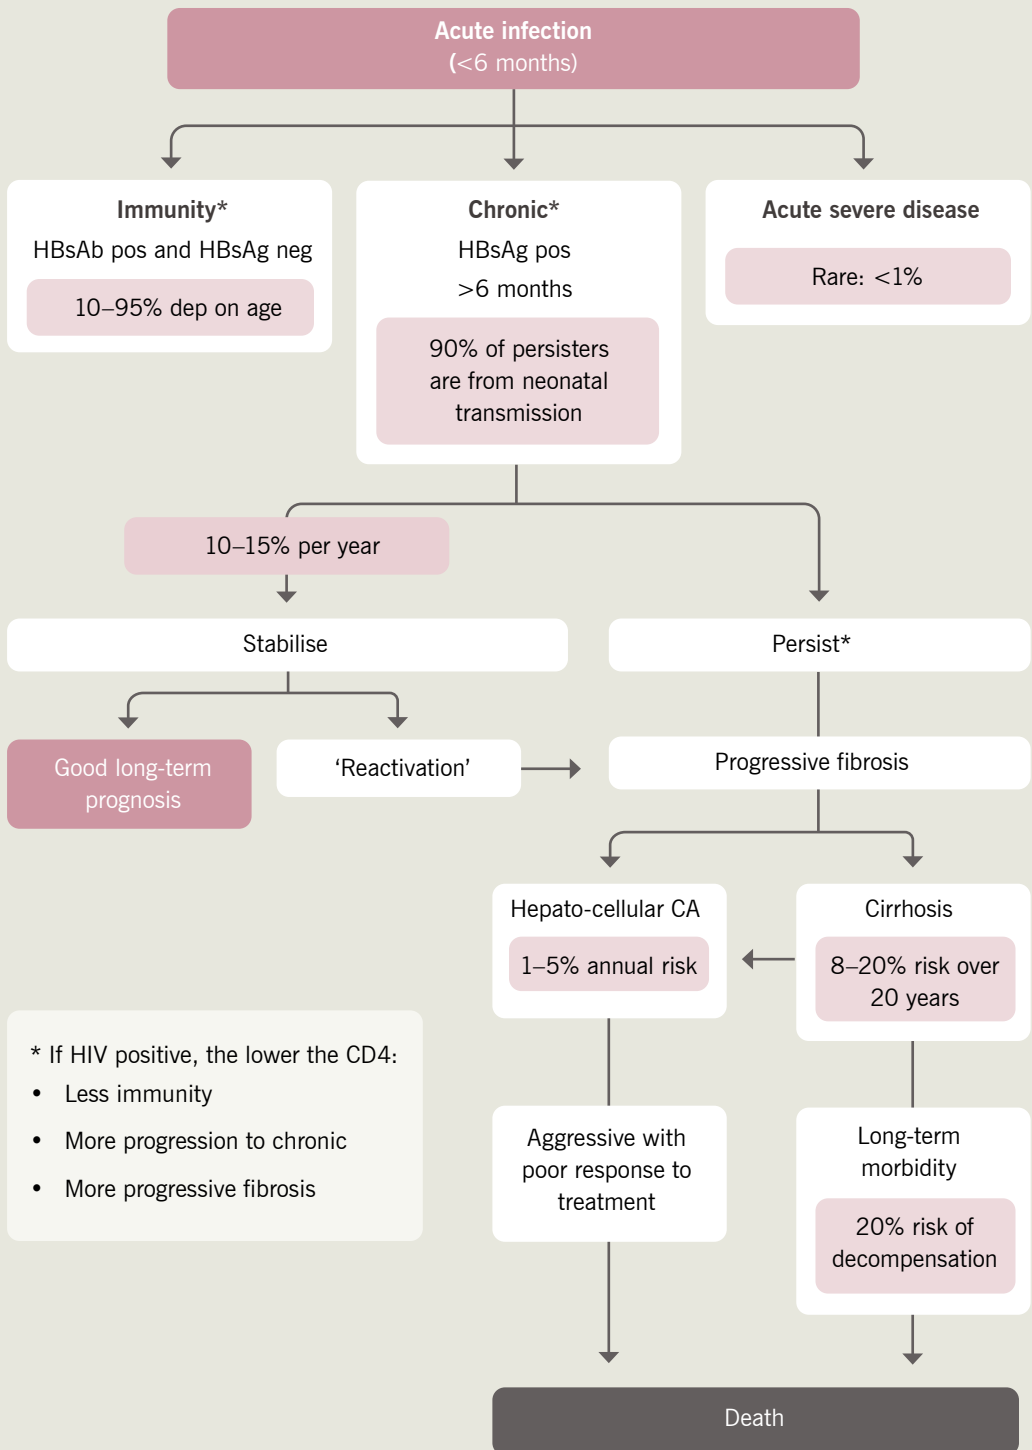 Acute infection
(<6 months)
Immunity*
HBsAb pos and HBsAg neg
10–95% dep on age
Chronic*
HBsAg pos
>6 months
90% of persisters
are from neonatal
transmission
Acute severe disease
Rare: <1%
10–15% per year
Stabilise
Persist*
Good long-term
prognosis
‘Reactivation’
Progressive fibrosis
Hepato-cellular CA
1–5% annual risk
Cirrhosis
8–20% risk over
20 years
* If HIV positive, the lower the CD4:
• Less immunity
• More progression to chronic
• More progressive fibrosis
Aggressive with
poor response to
treatment
Long-term
morbidity
20% risk of
decompensation
Death